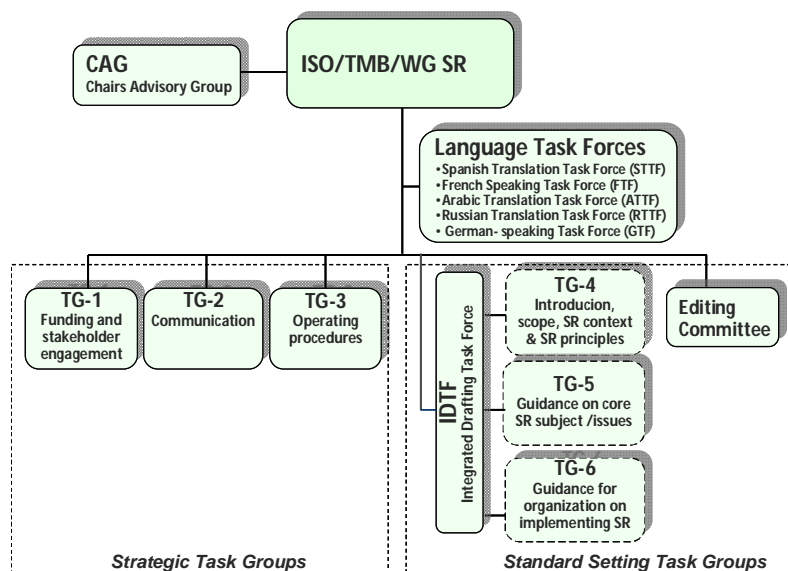 CAG
Chairs Advisory Group
ISO/TMB/WG SR
Language Task Forces
•Spanish Translation Task Force (STTF)
•French Speaking Task Force (FTF)
•Arabic Translation Task Force (ATTF)
•Russian Translation Task Force (RTTF)
• German- speaking Task Force (GTF)
TG-1
Funding and
stakeholder
engagement
TG-2
Communication
TG-3
Operating
procedures
IDTF
Integrated Drafting Task Force
TG-4
Introducion,
scope, SR context
& SR principles
TG-5
Guidance on core
SR subject /issues
TG-6
Guidance for
organization on
implementing SR
Editing
Committee
Strategic Task Groups
Standard Setting Task Groups